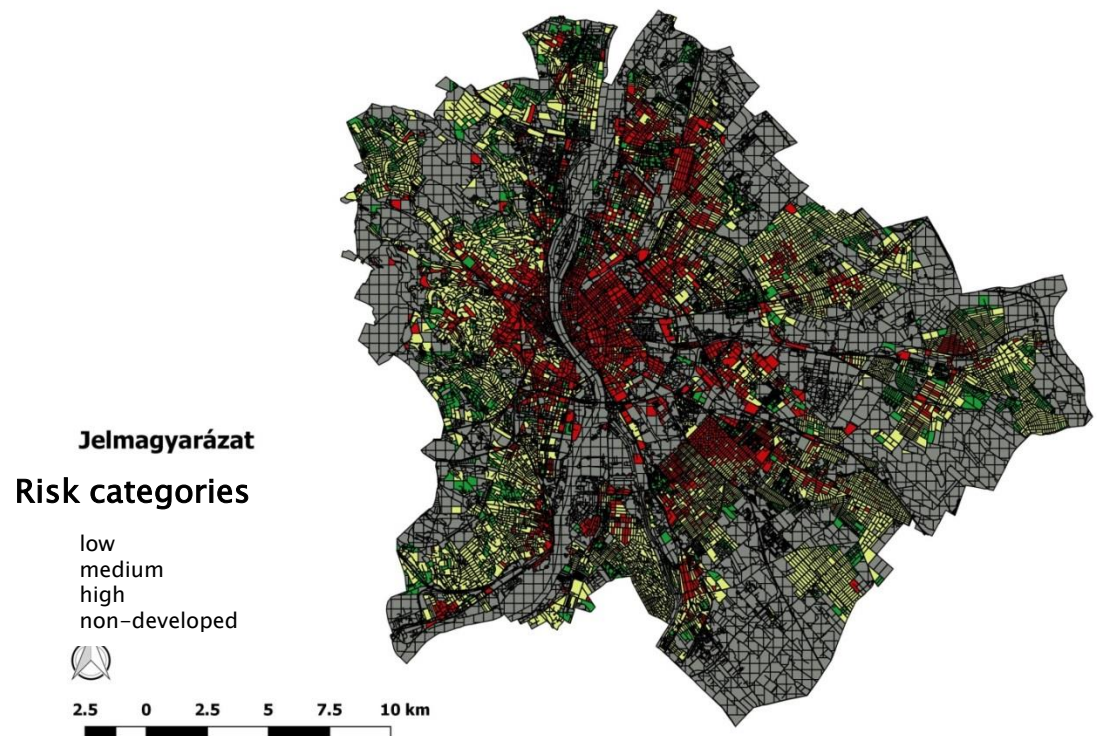 Jelmagyarázat
Risk categories
low
medium
high
non-developed
2.5 0 2.5 5 7.5 10 km